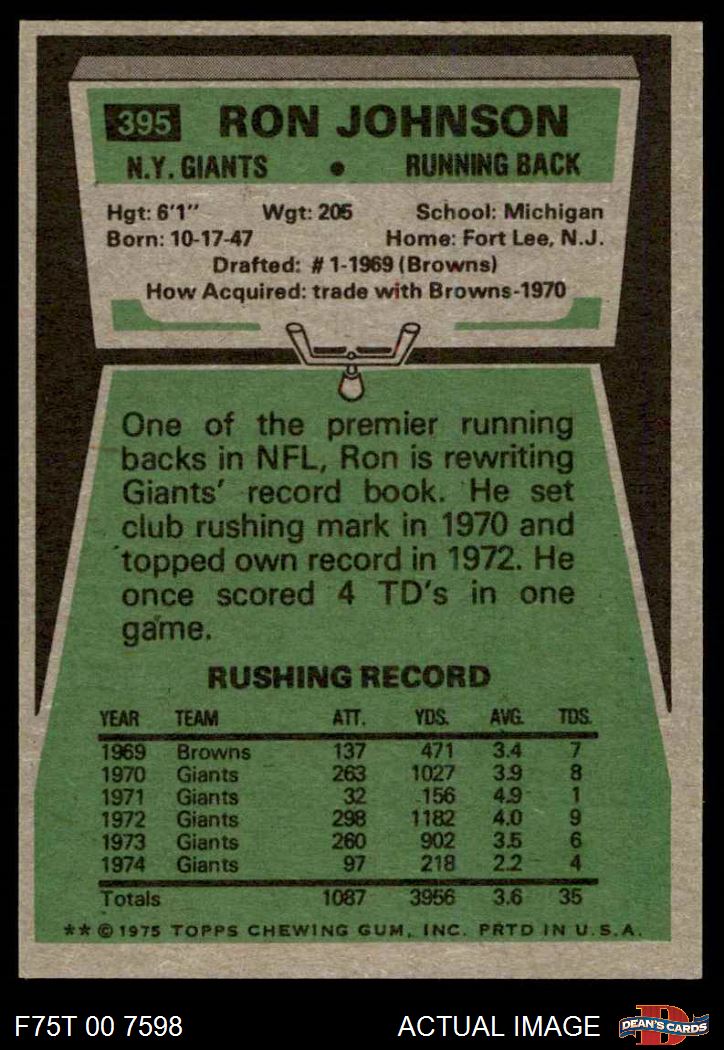 395 RON JOHNSON
N.Y. GIANTS • RUNNING BACK
Hgt: 6'1" Wgt: 205 School: Michigan
Born: 10-17-47 Home: Fort Lee, N.J.
Drafted: #1-1969 (Browns)
How Acquired: trade with Browns-1970
One of the premier running
backs in NFL, Ron is rewriting
Giants' record book. He set
club rushing mark in 1970 and
topped own record in 1972. He
once scored 4 TD's in one
game.
RUSHING RECORD
YEAR TEAM ATT. YDS. AVG. TDS.
1969 Browns 137 471 3.4 7
1970 Giants 263 1027 3.9 8
1971 Giants 32 156 4.9 1
1972 Giants 298 1182 4.0 9
1973 Giants 260 902 3.5 6
1974 Giants 97 218 2.2 4
Totals 1087 3956 3.6 35
** © 1975 TOPPS CHEWING GUM, INC. PRTD IN U.S.A.
F75T 00 7598 ACTUAL IMAGE D DEAN'S CARDS